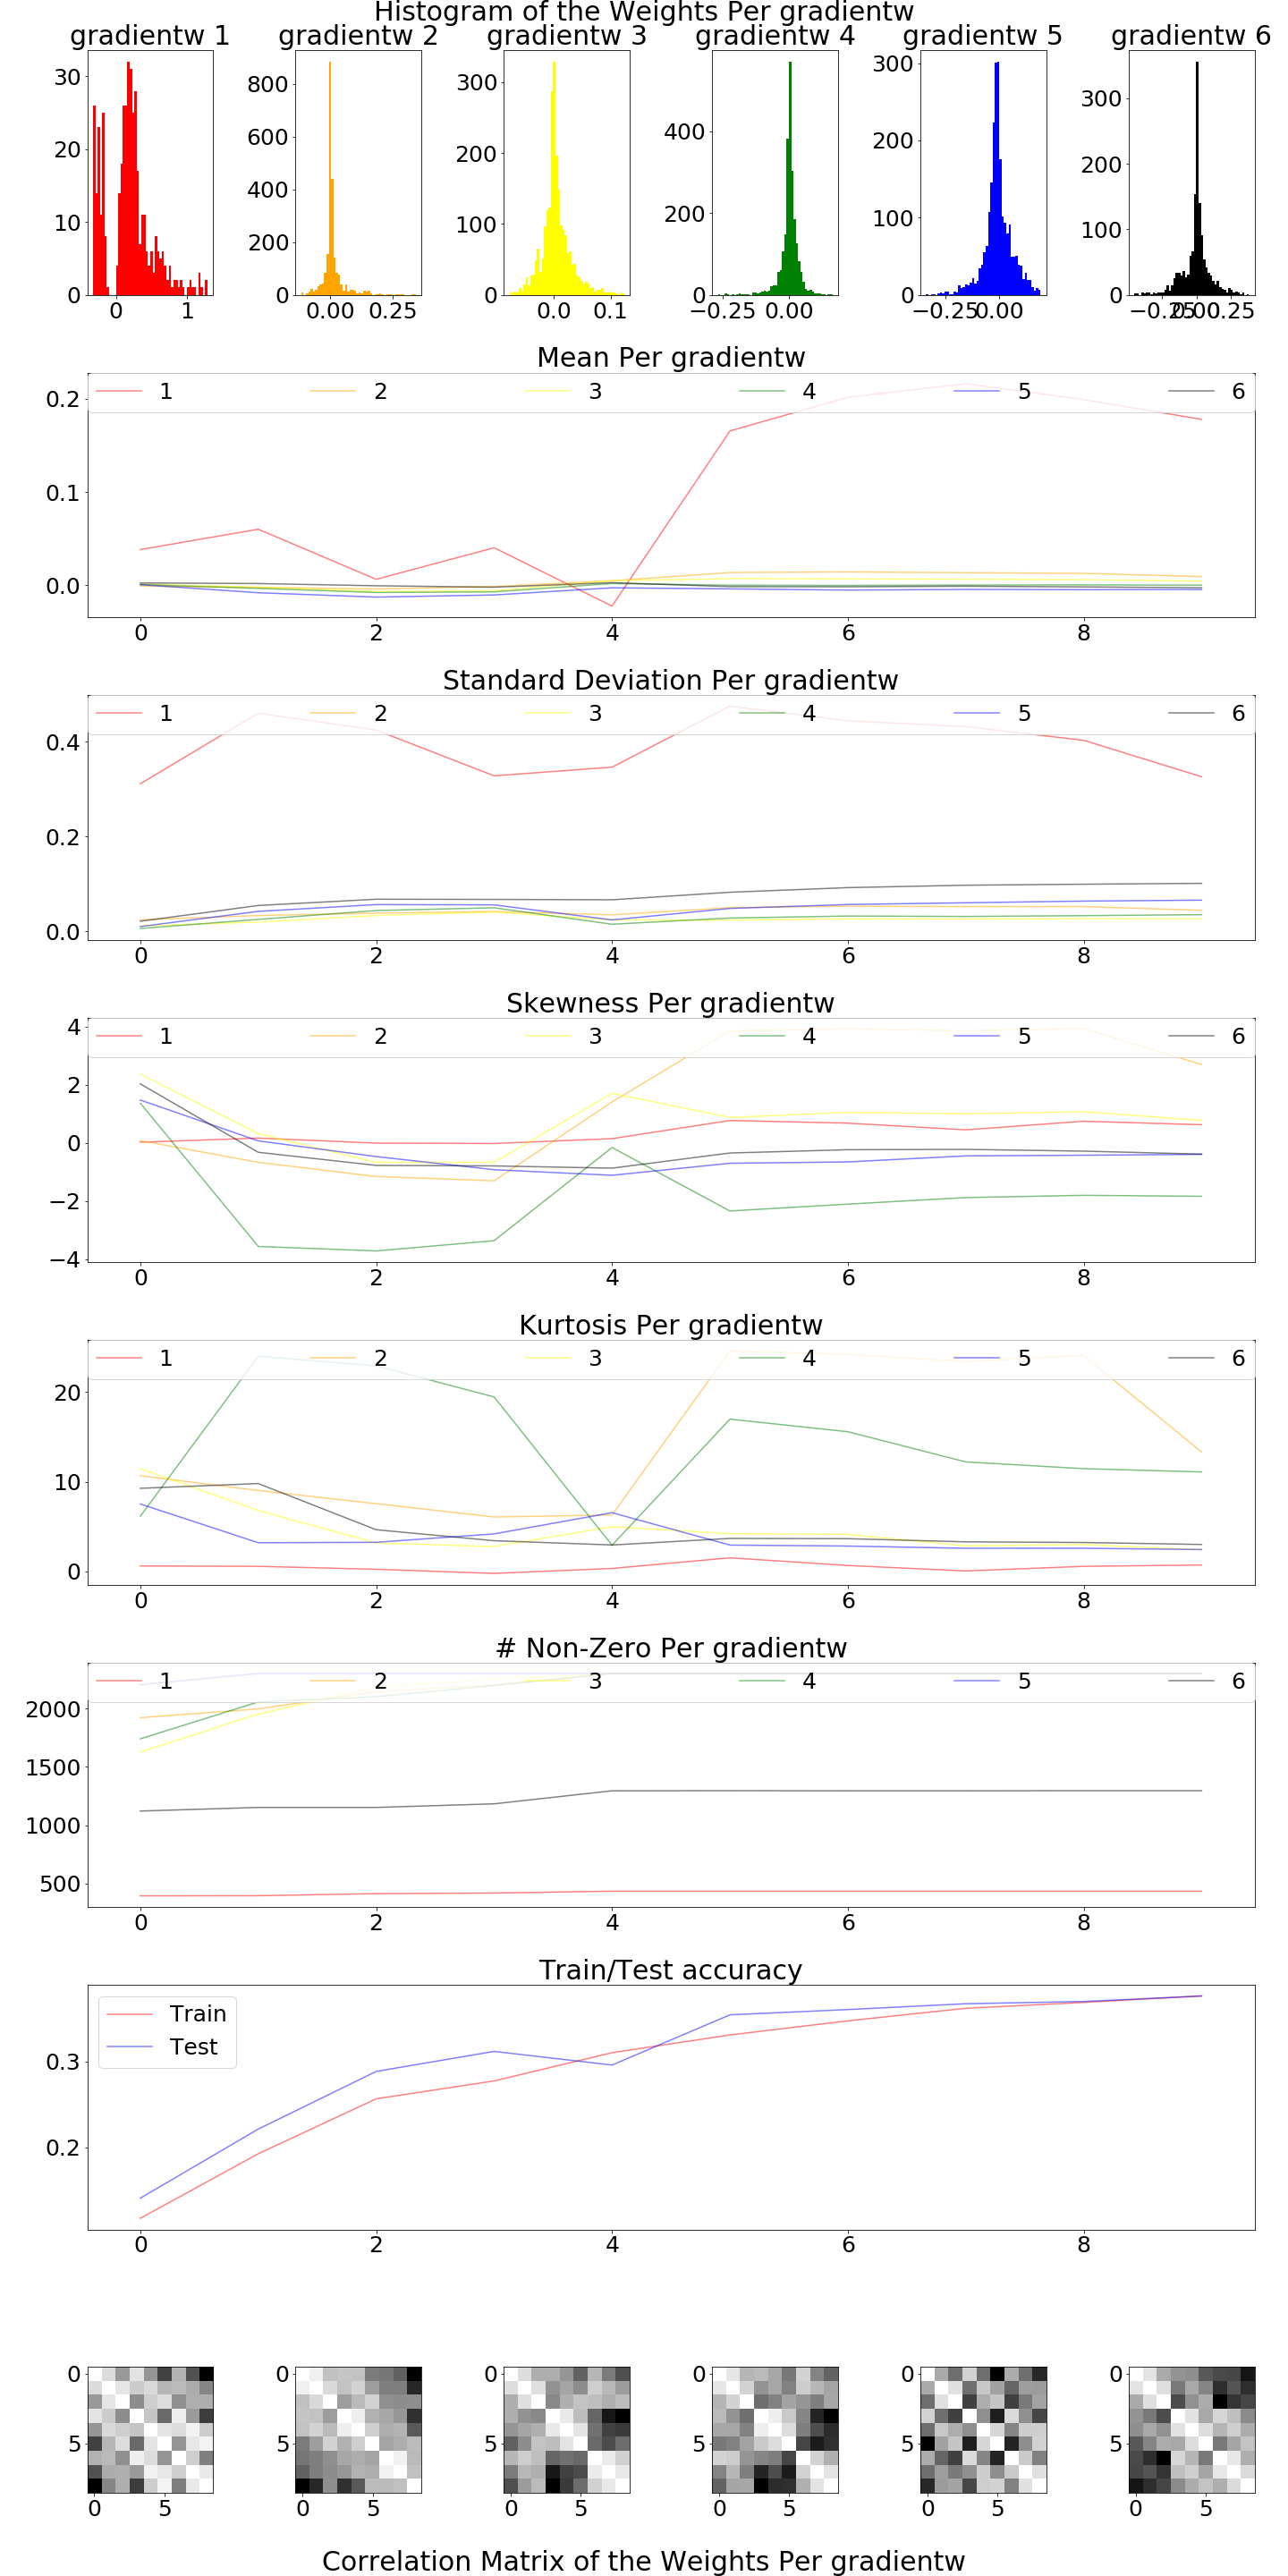 Histogram of the Weights Per gradientw
gradientw 1 gradientw 2 gradientw 3 gradientw 4 gradientw 5 gradientw 6
30 20 10 0
0 1
800 600 400 200 0
0.00 0.25
300 200 100 0
0.0 0.1
400 200 0
−0.25 0.00
300 200 100 0
−0.25 0.00
300 200 100 0
−0.25 0.00 0.25
Mean Per gradientw
1 2 3 4 5 6
0.2
0.1
0.0
0 2 4 6 8
Standard Deviation Per gradientw
1 2 3 4 5 6
0.4
0.2
0.0
0 2 4 6 8
Skewness Per gradientw
4
1 2 3 4 5 6
2
0
−2
−4
0 2 4 6 8
Kurtosis Per gradientw
1 2 3 4 5 6
20
10
0
0 2 4 6 8
# Non-Zero Per gradientw
1 2 3 4 5 6
2000
1500
1000
500
0 2 4 6 8
Train/Test accuracy
Train
Test
0.3
0.2
0 2 4 6 8
0 0 0 0 0 0
5 5 5 5 5 5
0 5 0 5 0 5 0 5 0 5 0 5
Correlation Matrix of the Weights Per gradientw